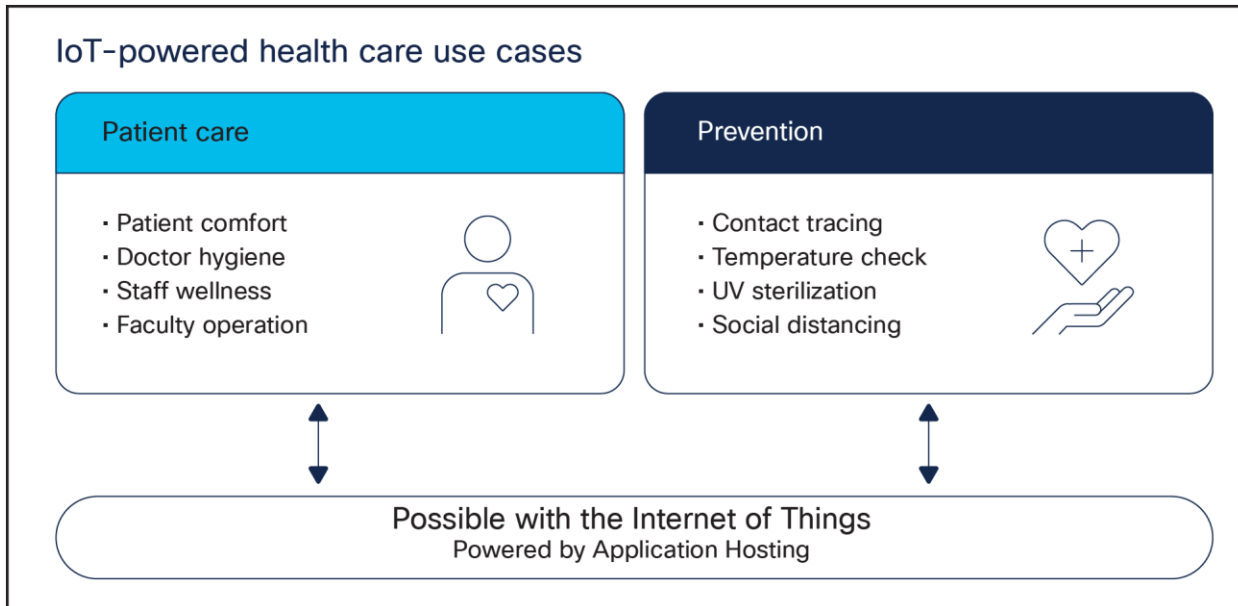 IoT-powered health care use cases
Patient care
· Patient comfort
· Doctor hygiene
· Staff wellness
· Faculty operation
Prevention
· Contact tracing
· Temperature check
· UV sterilization
· Social distancing
Possible with the Internet of Things
Powered by Application Hosting